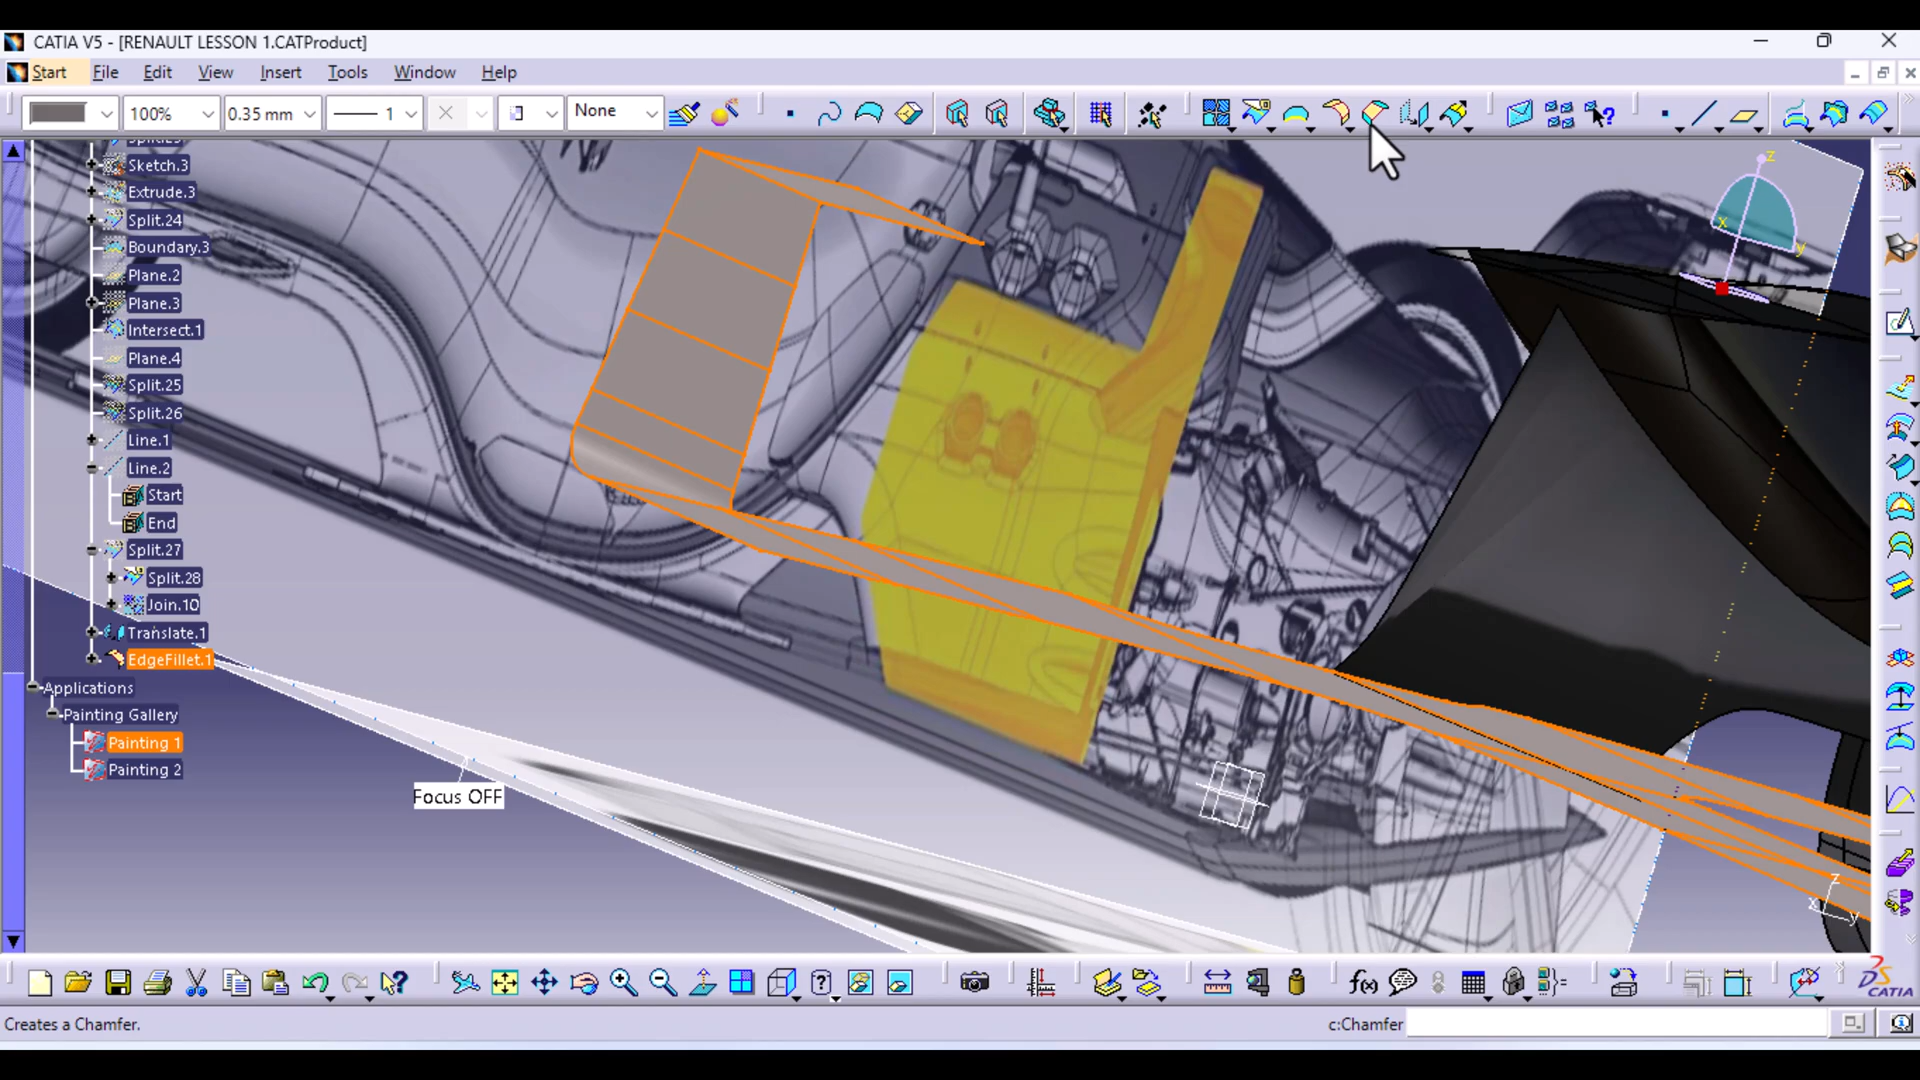 CATIA V5 - [RENAULT LESSON 1.CATProduct]
Start File Edit View Insert Tools Window Help
100% 0.35 mm 1 None
Sketch.3
Extrude.3
Split.24
Boundary.3
Plane.2
Plane.3
Intersect.1
Plane.4
Split.25
Split.26
Line.1
Line.2
Start
End
Split.27
Split.28
Join.10
Translate.1
EdgeFillet.1
Applications
Painting Gallery
Painting 1
Painting 2
Focus OFF
z
x
y
z
x
y
f(x)
CATIA
Creates a Chamfer.
c:Chamfer